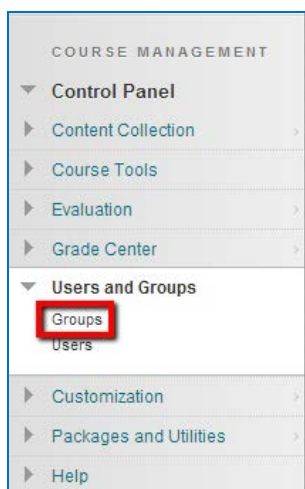 COURSE MANAGEMENT
Control Panel
Content Collection
Course Tools
Evaluation
Grade Center
Users and Groups
Groups
Users
Customization
Packages and Utilities
Help